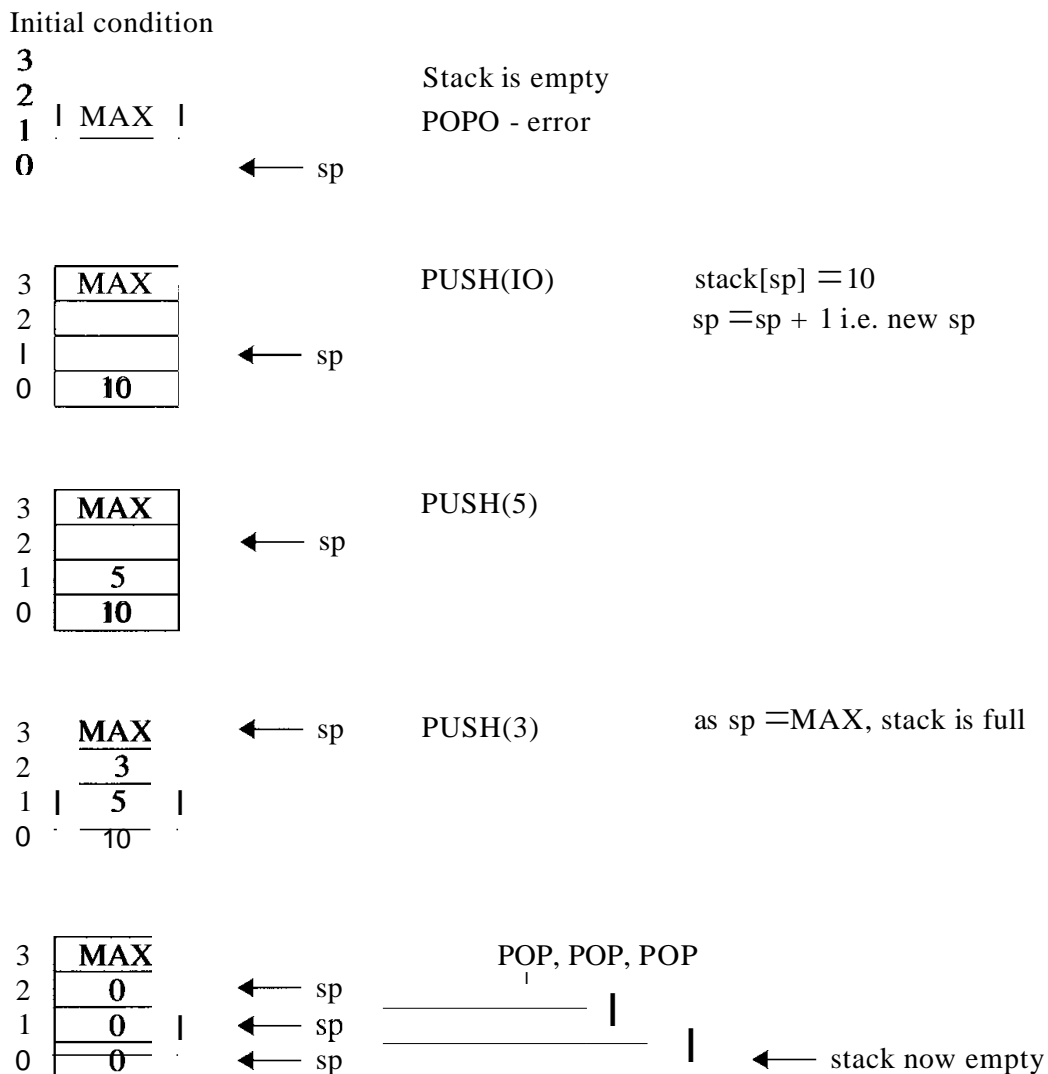 Initial condition
3
Stack is empty
2
MAX
POPO - error
1
0
sp
3 MAX PUSH(IO) stack[sp] = 10
2 sp = sp + 1 i.e. new sp
I sp
0 10
3 MAX PUSH(5)
2 sp
1 5
0 10
3 MAX sp PUSH(3) as sp = MAX, stack is full
2 3
1 5
0 10
3 MAX POP, POP, POP
2 0 sp
1 0 sp
0 0 sp stack now empty